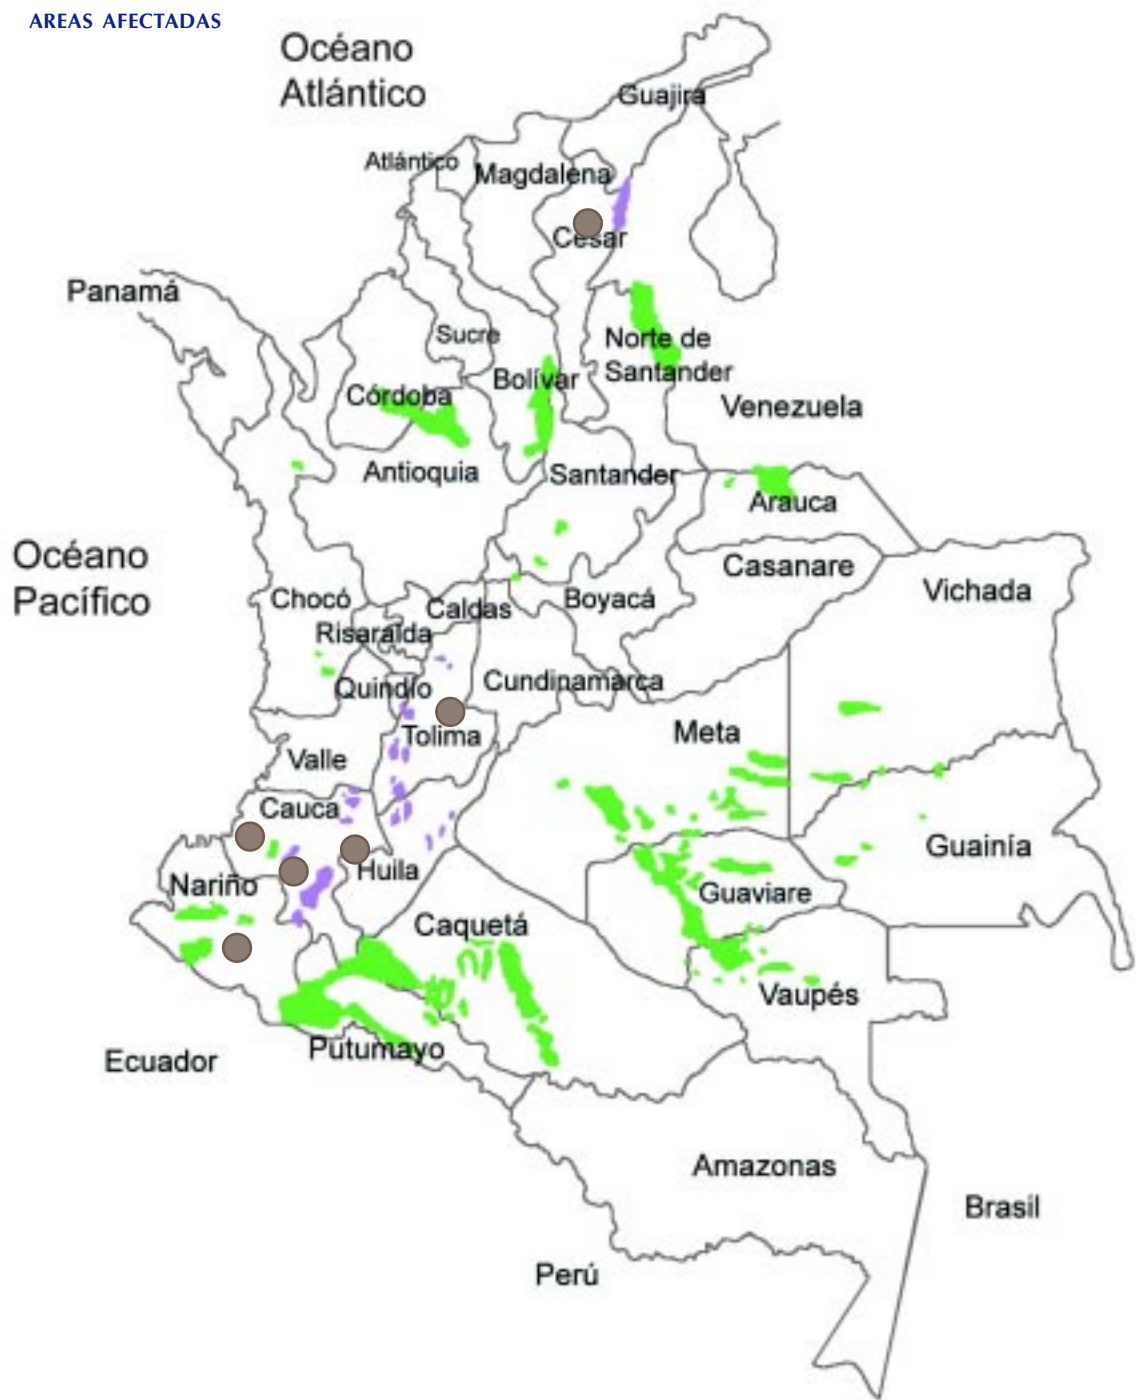 AREAS AFECTADAS
Océano
Atlántico
Guajira
Atlántico
Magdalena
Cesar
Panamá
Sucre
Norte de
Santander
Bolívar
Córdoba
Venezuela
Antioquia
Santander
Arauca
Océano
Pacífico
Casanare
Vichada
Chocó
Caldas
Boyacá
Risaralda
Quindío
Cundinamarca
Tolima
Meta
Valle
Cauca
Guainía
Huila
Nariño
Guaviare
Caquetá
Vaupés
Putumayo
Ecuador
Amazonas
Brasil
Perú